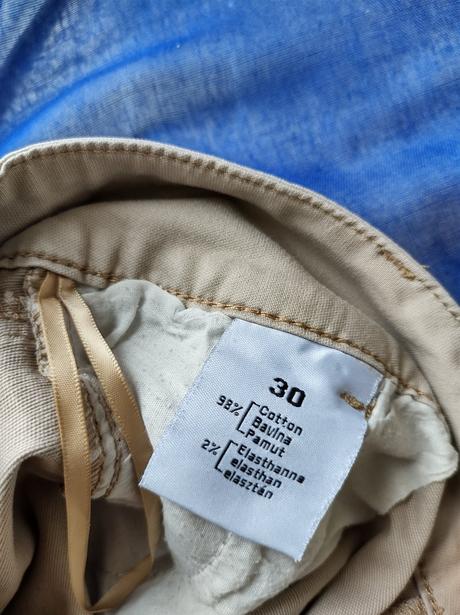 30
98% Cotton
Bavlna
Pamut
2% Elasthanne
elasthan
elasztán